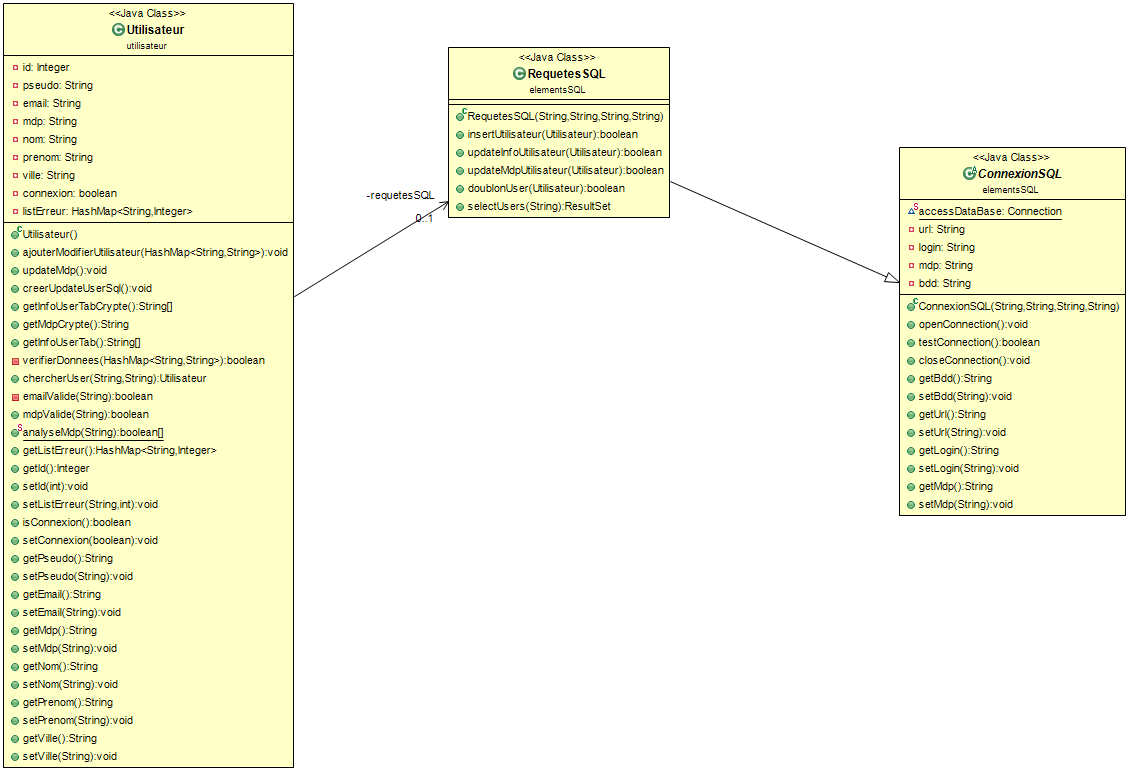 <<Java Class>>
Utilisateur
utilisateur
id: Integer
pseudo: String
email: String
mdp: String
nom: String
prenom: String
ville: String
connexion: boolean
listErreur: HashMap<String,Integer>
Utilisateur()
ajouterModifierUtilisateur(HashMap<String,String>):void
updateMdp():void
creerUpdateUserSql():void
getInfoUserTabCrypte():String[]
getMdpCrypte():String
getInfoUserTab():String[]
verifierDonnees(HashMap<String,String>):boolean
chercherUser(String,String):Utilisateur
emailValide(String):boolean
mdpValide(String):boolean
analyseMdp(String):boolean[]
getListErreur():HashMap<String,Integer>
getId():Integer
setId(int):void
setListErreur(String,int):void
isConnexion():boolean
setConnexion(boolean):void
getPseudo():String
setPseudo(String):void
getEmail():String
setEmail(String):void
getMdp():String
setMdp(String):void
getNom():String
setNom(String):void
getPrenom():String
setPrenom(String):void
getVille():String
setVille(String):void
-requetesSQL
0..1
<<Java Class>>
RequetesSQL
elementsSQL
RequetesSQL(String,String,String,String)
insertUtilisateur(Utilisateur):boolean
updateInfoUtilisateur(Utilisateur):boolean
updateMdpUtilisateur(Utilisateur):boolean
doublonUser(Utilisateur):boolean
selectUsers(String):ResultSet
<<Java Class>>
ConnexionSQL
elementsSQL
accessDataBase: Connection
url: String
login: String
mdp: String
bdd: String
ConnexionSQL(String,String,String,String)
openConnection():void
testConnection():boolean
closeConnection():void
getBdd():String
setBdd(String):void
getUrl():String
setUrl(String):void
getLogin():String
setLogin(String):void
getMdp():String
setMdp(String):void